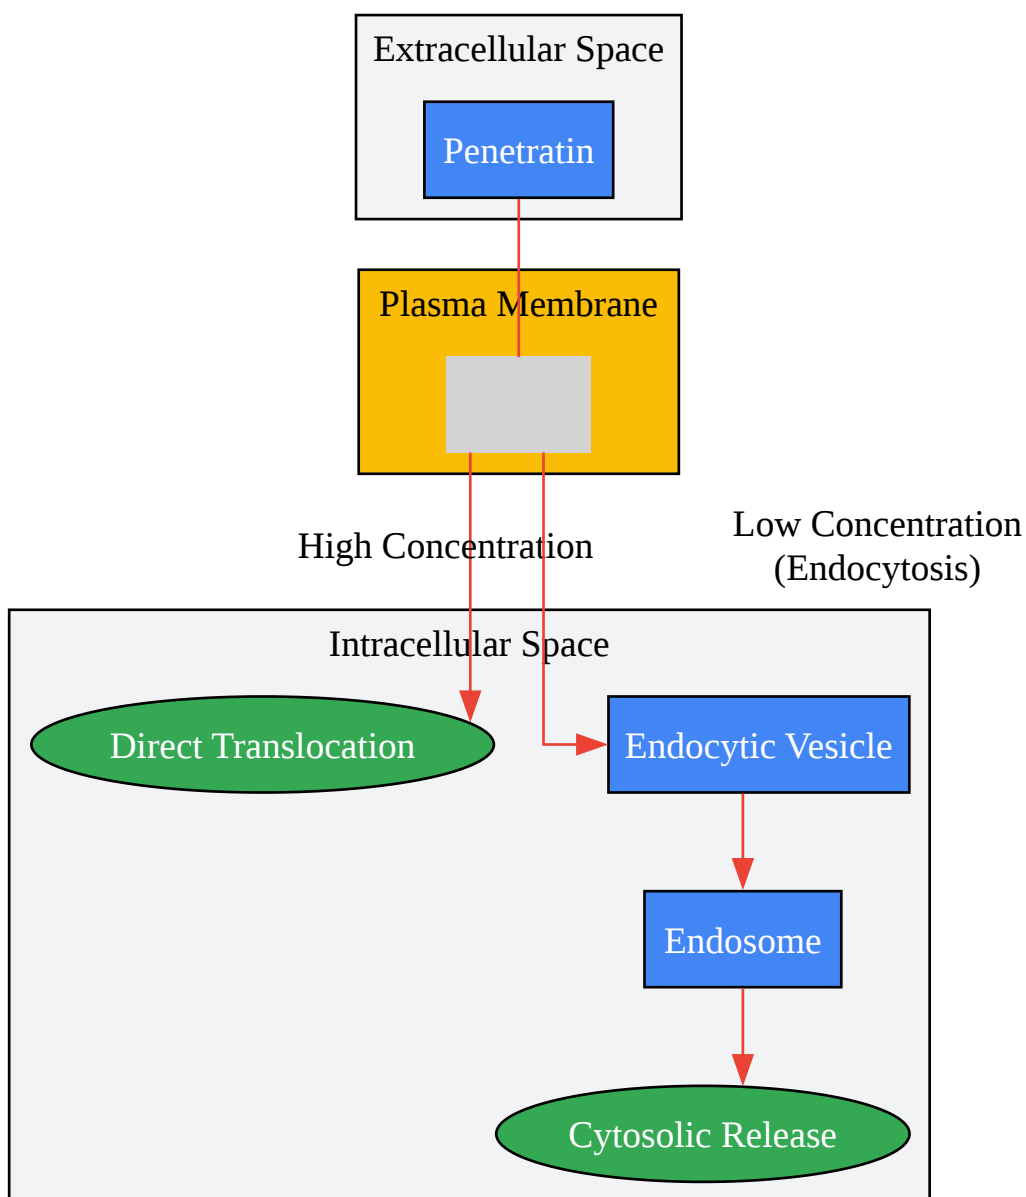 Extracellular Space
Penetratin
Plasma Membrane
High Concentration
Low Concentration
(Endocytosis)
Intracellular Space
Direct Translocation
Endocytic Vesicle
Endosome
Cytosolic Release